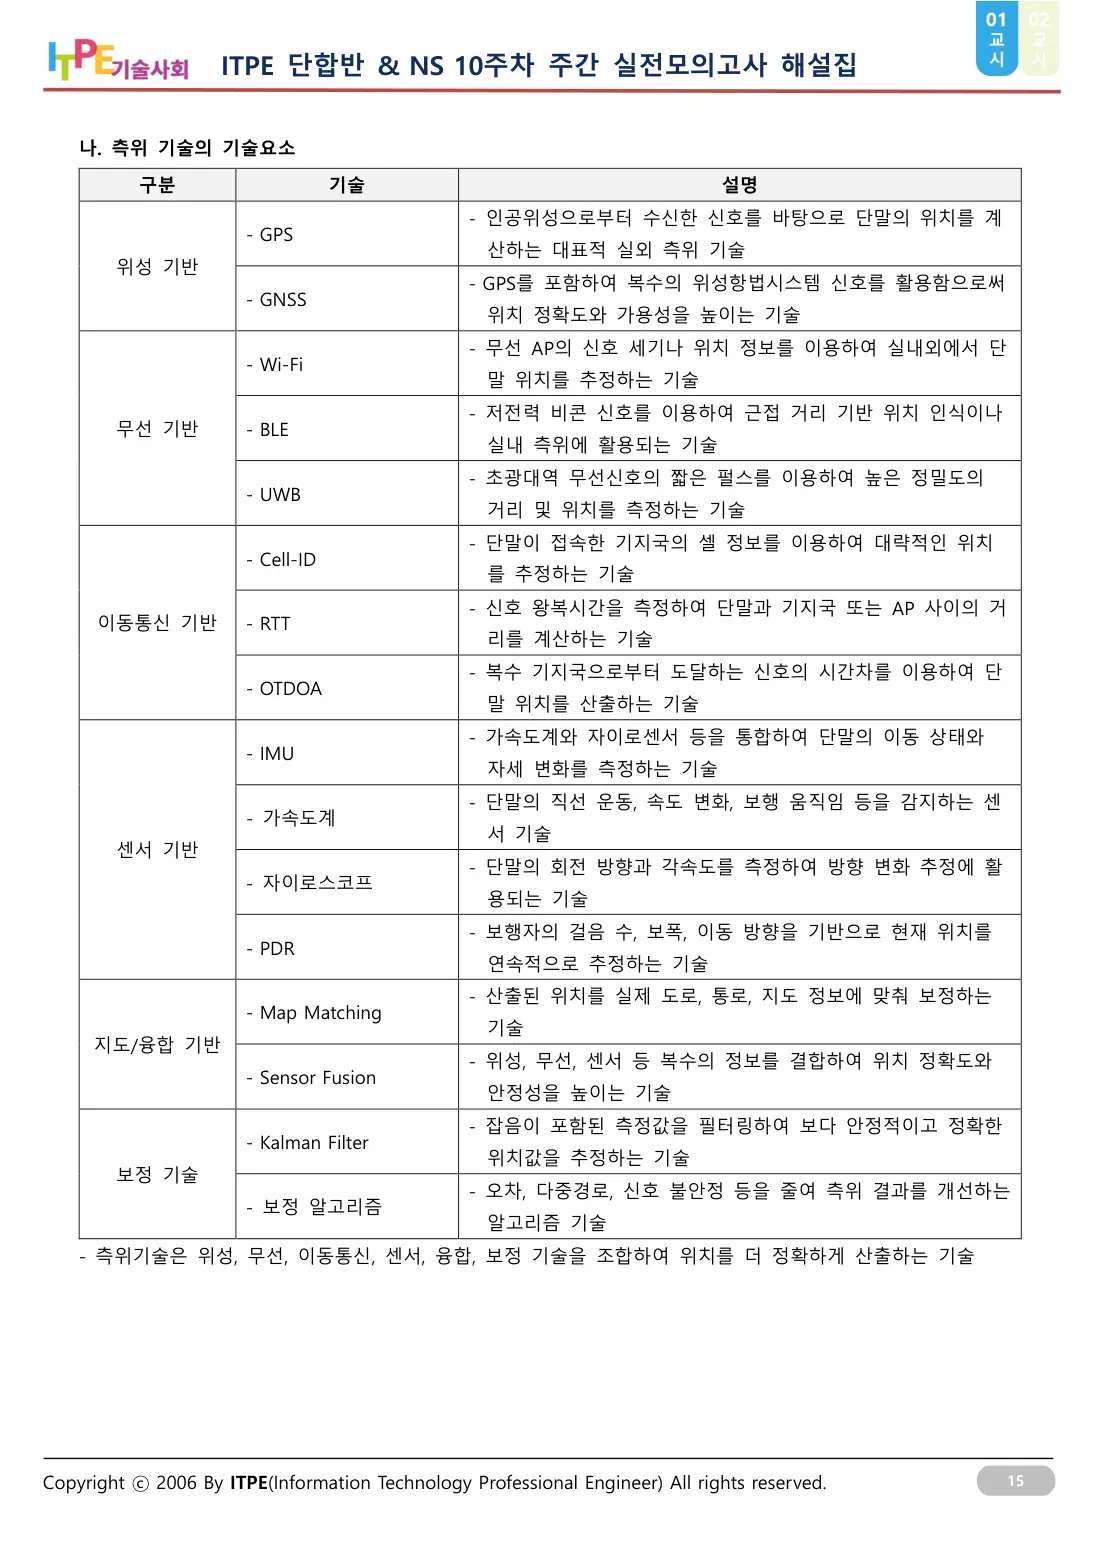 ITPE기술사회
ITPE 단합반 & NS 10주차 주간 실전모의고사 해설집
01
교
시
02
교
시
나. 측위 기술의 기술요소
구분 기술 설명
위성 기반
- GPS
- 인공위성으로부터 수신한 신호를 바탕으로 단말의 위치를 계
산하는 대표적 실외 측위 기술
- GNSS
- GPS를 포함하여 복수의 위성항법시스템 신호를 활용함으로써
위치 정확도와 가용성을 높이는 기술
무선 기반
- Wi-Fi
- 무선 AP의 신호 세기나 위치 정보를 이용하여 실내외에서 단
말 위치를 추정하는 기술
- BLE
- 저전력 비콘 신호를 이용하여 근접 거리 기반 위치 인식이나
실내 측위에 활용되는 기술
- UWB
- 초광대역 무선신호의 짧은 펄스를 이용하여 높은 정밀도의
거리 및 위치를 측정하는 기술
이동통신 기반
- Cell-ID
- 단말이 접속한 기지국의 셀 정보를 이용하여 대략적인 위치
를 추정하는 기술
- RTT
- 신호 왕복시간을 측정하여 단말과 기지국 또는 AP 사이의 거
리를 계산하는 기술
- OTDOA
- 복수 기지국으로부터 도달하는 신호의 시간차를 이용하여 단
말 위치를 산출하는 기술
센서 기반
- IMU
- 가속도계와 자이로센서 등을 통합하여 단말의 이동 상태와
자세 변화를 측정하는 기술
- 가속도계
- 단말의 직선 운동, 속도 변화, 보행 움직임 등을 감지하는 센
서 기술
- 자이로스코프
- 단말의 회전 방향과 각속도를 측정하여 방향 변화 추정에 활
용되는 기술
- PDR
- 보행자의 걸음 수, 보폭, 이동 방향을 기반으로 현재 위치를
연속적으로 추정하는 기술
지도/융합 기반
- Map Matching
- 산출된 위치를 실제 도로, 통로, 지도 정보에 맞춰 보정하는
기술
- Sensor Fusion
- 위성, 무선, 센서 등 복수의 정보를 결합하여 위치 정확도와
안정성을 높이는 기술
보정 기술
- Kalman Filter
- 잡음이 포함된 측정값을 필터링하여 보다 안정적이고 정확한
위치값을 추정하는 기술
- 보정 알고리즘
- 오차, 다중경로, 신호 불안정 등을 줄여 측위 결과를 개선하는
알고리즘 기술
- 측위기술은 위성, 무선, 이동통신, 센서, 융합, 보정 기술을 조합하여 위치를 더 정확하게 산출하는 기술
Copyright ⓒ 2006 By ITPE(Information Technology Professional Engineer) All rights reserved.
15